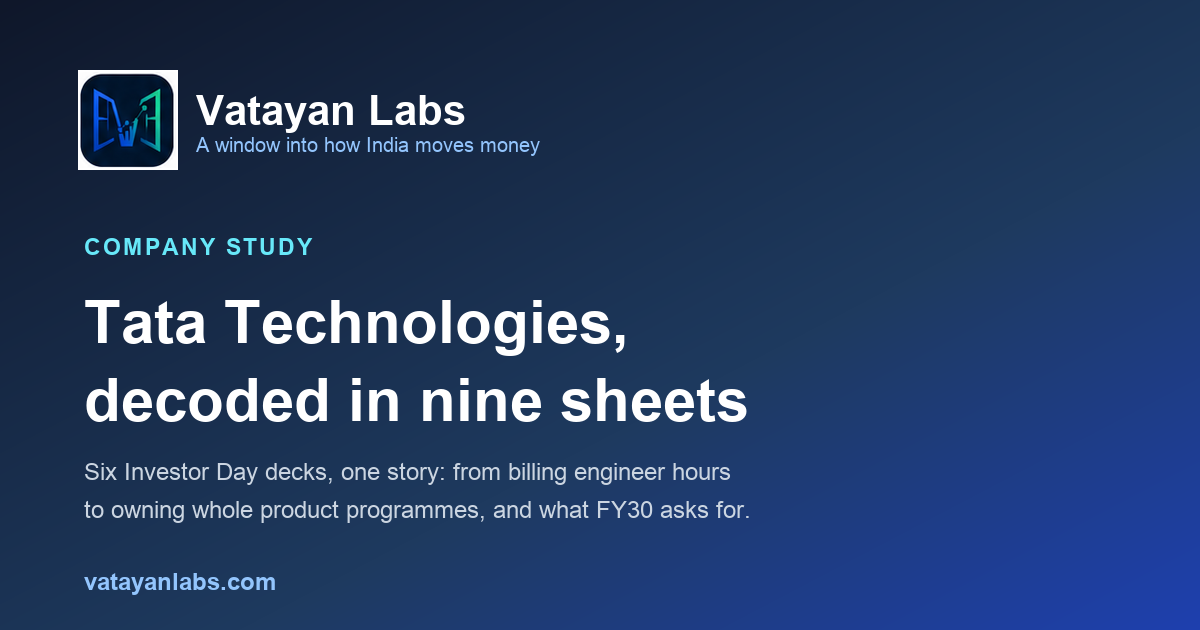 Vatayan Labs
A window into how India moves money
COMPANY STUDY
Tata Technologies,
decoded in nine sheets
Six Investor Day decks, one story: from billing engineer hours
to owning whole product programmes, and what FY30 asks for.
vatayanlabs.com